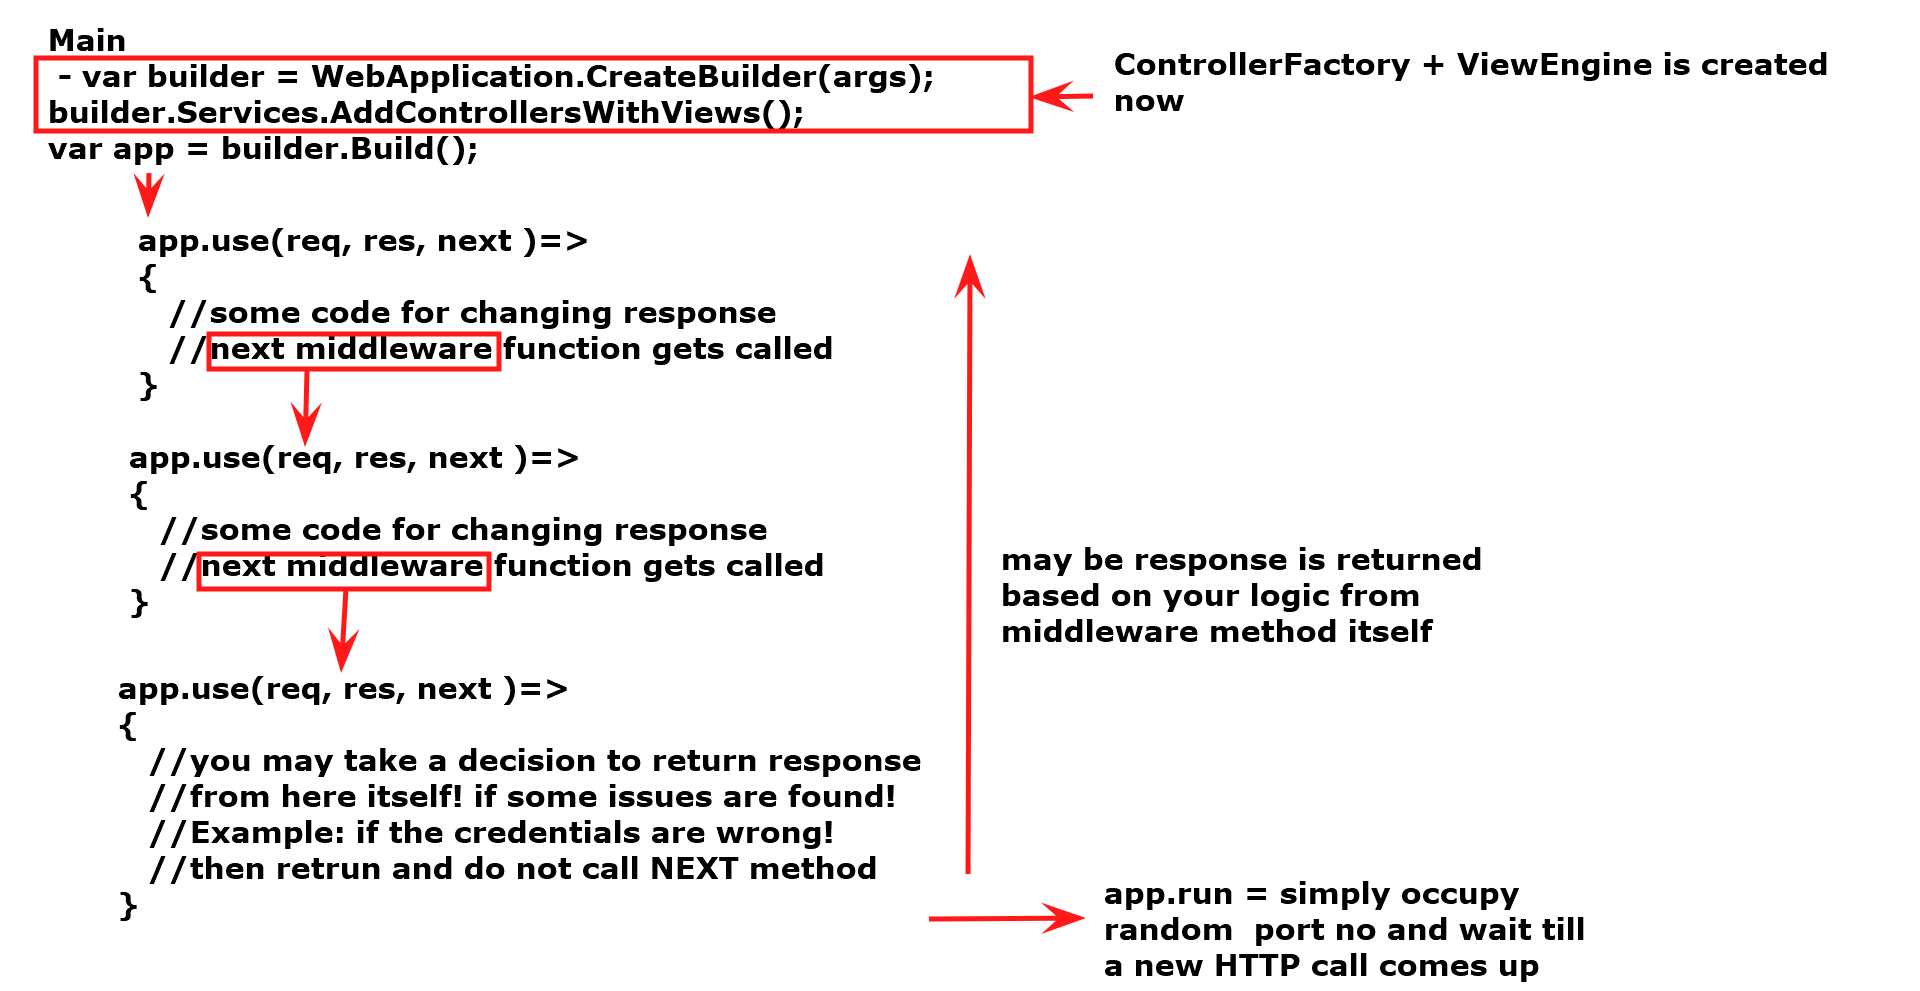 Main
- var builder = WebApplication.CreateBuilder(args);
builder.Services.AddControllersWithViews();
var app = builder.Build();
ControllerFactory + ViewEngine is created
now
app.use(req, res, next )=>
{
//some code for changing response
//next middleware function gets called
}
app.use(req, res, next )=>
{
//some code for changing response
//next middleware function gets called
}
may be response is returned
based on your logic from
middleware method itself
app.use(req, res, next )=>
{
//you may take a decision to return response
//from here itself! if some issues are found!
//Example: if the credentials are wrong!
//then retrun and do not call NEXT method
}
app.run = simply occupy
random  port no and wait till
a new HTTP call comes up